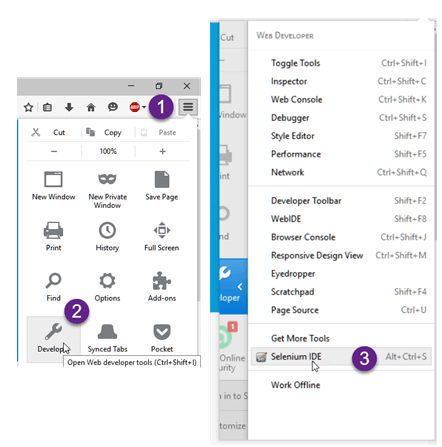 1
Cut
Copy
Paste
100%
New Window
New Private
Window
Save Page
Print
History
Full Screen
Find
Options
Add-ons
2
Develop
Synced Tabs
Pocket
Open Web developer tools (Ctrl+Shift+I)
Cut
Window
int
nd
loper
1
Online
urity
n in to S
tomize
WEB DEVELOPER
Toggle Tools Ctrl+Shift+I
Inspector Ctrl+Shift+C
Web Console Ctrl+Shift+K
Debugger Ctrl+Shift+S
Style Editor Shift+F7
Performance Shift+F5
Network Ctrl+Shift+Q
Developer Toolbar Shift+F2
WebIDE Shift+F8
Browser Console Ctrl+Shift+J
Responsive Design View Ctrl+Shift+M
Eyedropper
Scratchpad Shift+F4
Page Source Ctrl+U
Get More Tools
Selenium IDE 3 Alt+Ctrl+S
Work Offline